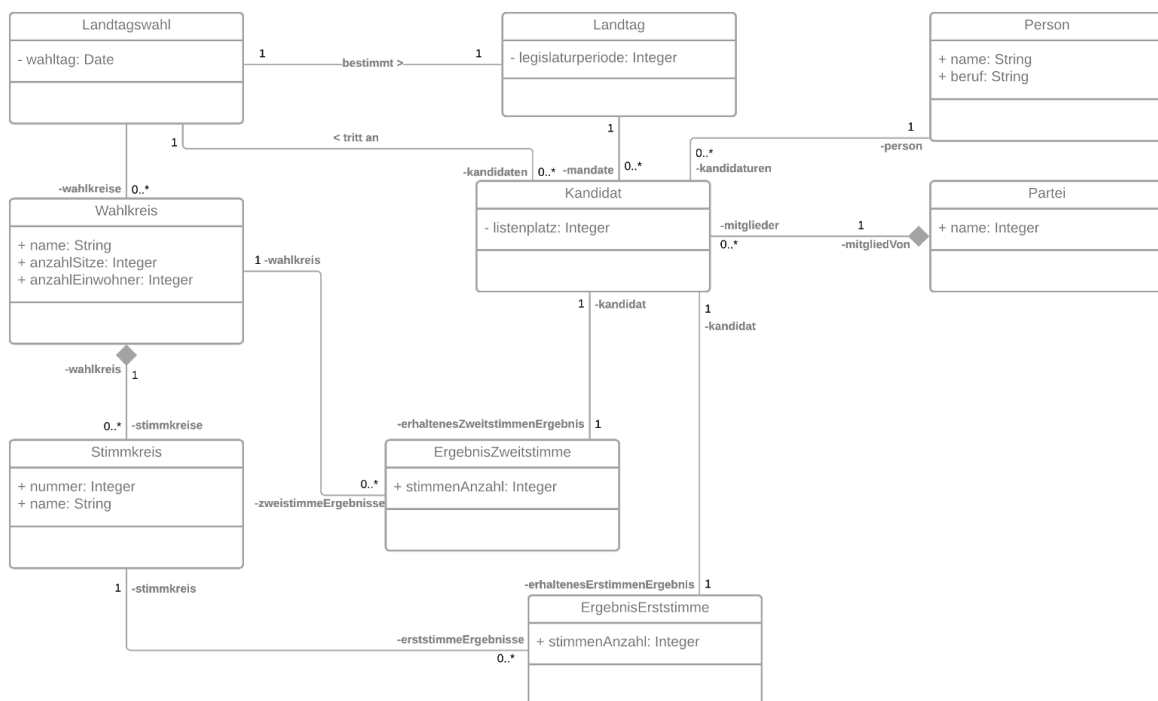 Landtagswahl
- wahltag: Date
1
bestimmt >
1
Landtag
- legislaturperiode: Integer
Person
+ name: String
+ beruf: String
1
< tritt an
-kandidaten
0..*
1
-mandate
0..*
1
-person
0..*
-kandidaturen
-wahlkreise
0..*
Wahlkreis
+ name: String
+ anzahlSitze: Integer
+ anzahlEinwohner: Integer
Kandidat
- listenplatz: Integer
-mitglieder
0..*
1
-mitgliedVon
Partei
+ name: Integer
1 -wahlkreis
1 -kandidat
1
-kandidat
-wahlkreis
1
0..*
-stimmkreise
Stimmkreis
+ nummer: Integer
+ name: String
-erhaltenesZweitstimmenErgebnis
1
ErgebnisZweitstimme
+ stimmenAnzahl: Integer
0..*
-zweistimmeErgebnisse
1 -stimmkreis
-erhaltenesErstimmenErgebnis
1
ErgebnisErststimme
+ stimmenAnzahl: Integer
-erststimmeErgebnisse
0..*